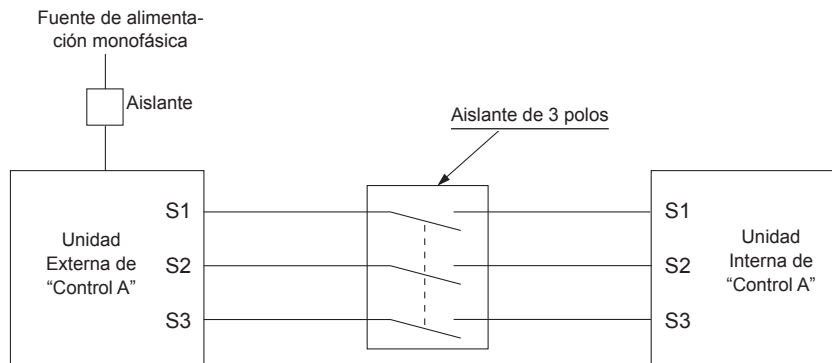 Fuente de alimenta-
ción monofásica
Aislante
Aislante de 3 polos
S1
S1
Unidad
Externa de
“Control A”
S2
S2
Unidad
Interna de
“Control A”
S3
S3